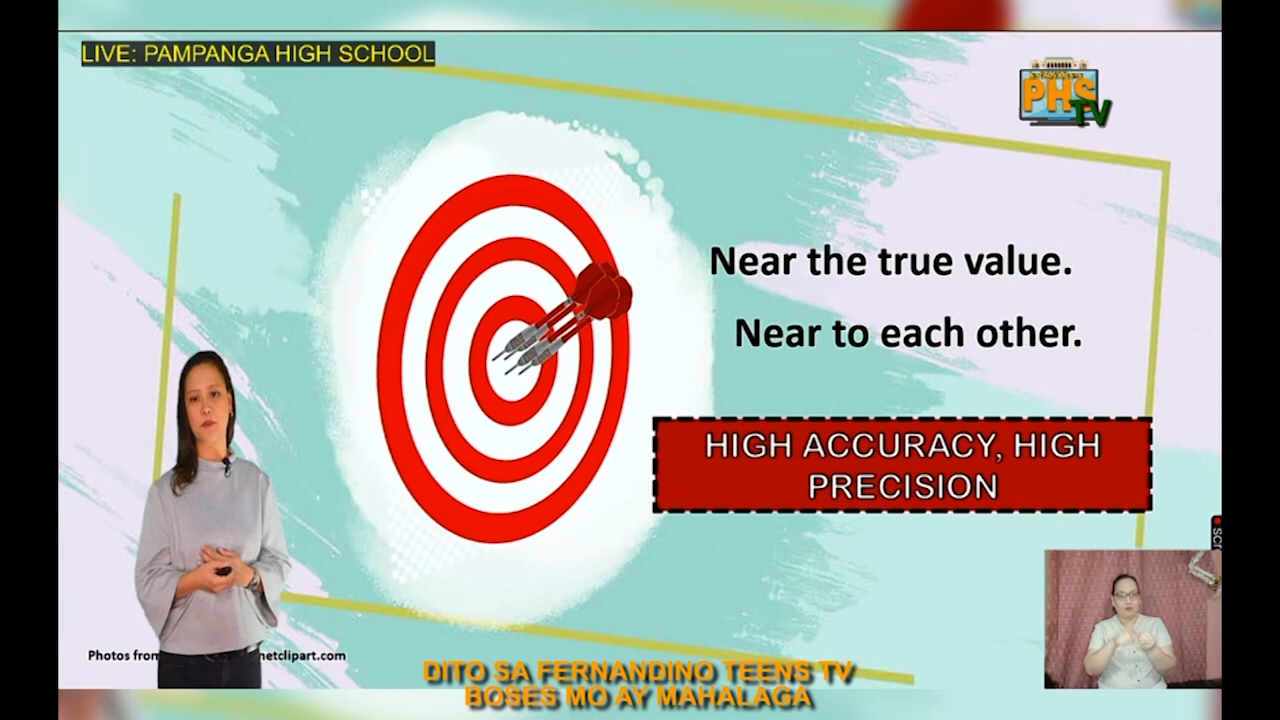 LIVE: PAMPANGA HIGH SCHOOL
PHS
TV
Near the true value.
Near to each other.
HIGH ACCURACY, HIGH
PRECISION
Photos from
netclipart.com
DITO SA FERNANDINO TEENS TV
BOSES MO AY MAHALAGA